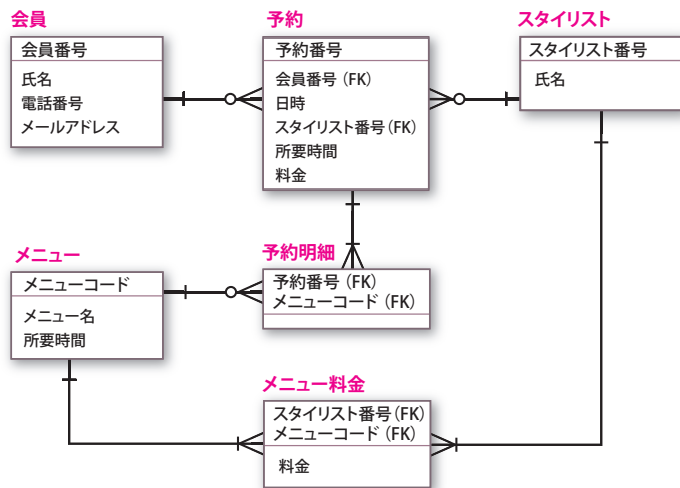 会員
会員番号
氏名
電話番号
メールアドレス
予約
予約番号
会員番号 (FK)
日時
スタイリスト番号(FK)
所要時間
料金
スタイリスト
スタイリスト番号
氏名
メニュー
メニューコード
メニュー名
所要時間
予約明細
予約番号 (FK)
メニューコード (FK)
メニュー料金
スタイリスト番号(FK)
メニューコード (FK)
料金